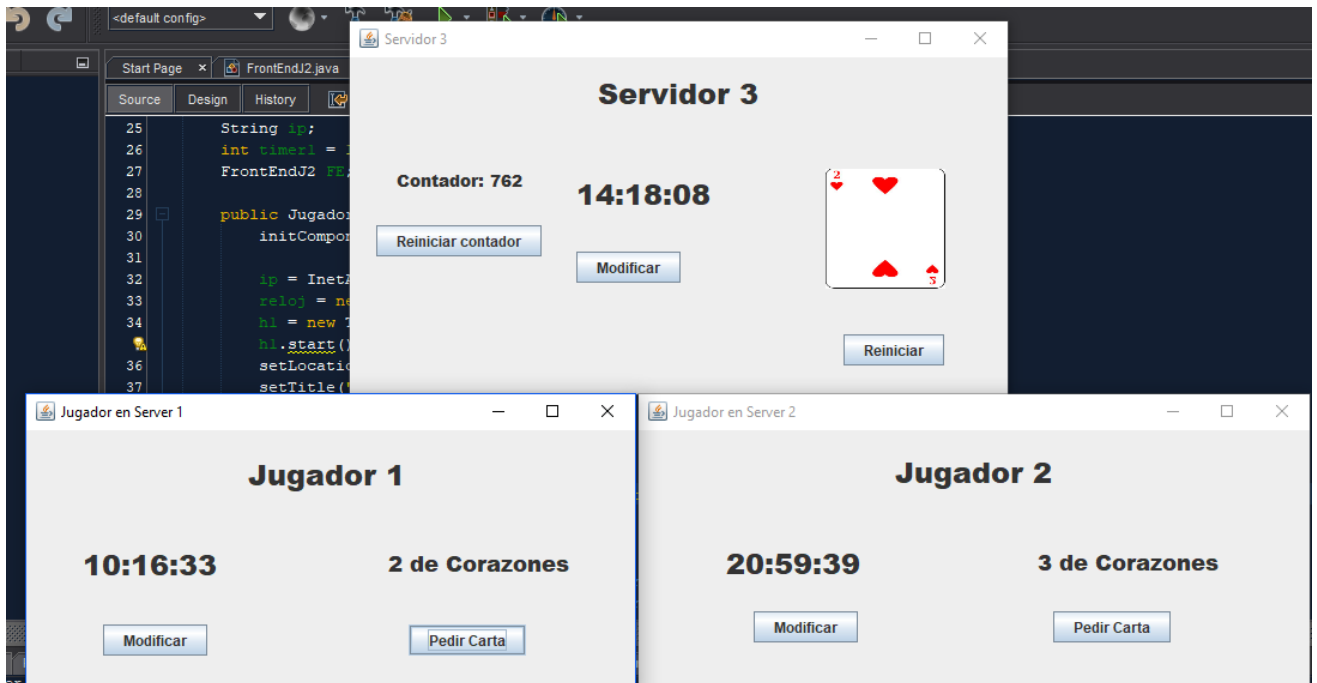 <default config>
Start Page × FrontEndJ2.java
Source Design History
25 String ip;
26 int timer1 =
27 FrontEndJ2 FE;
28
29 public Jugador
30 initCompon
31
32 ip = InetA
33 reloj = ne
34 h1 = new
h1.start()
36 setLocatio
37 setTitle("
Servidor 3
Servidor 3
Contador: 762
Reiniciar contador
14:18:08
Modificar
2
2
Reiniciar
Jugador en Server 1
Jugador 1
10:16:33
2 de Corazones
Modificar
Pedir Carta
Jugador en Server 2
Jugador 2
20:59:39
3 de Corazones
Modificar
Pedir Carta